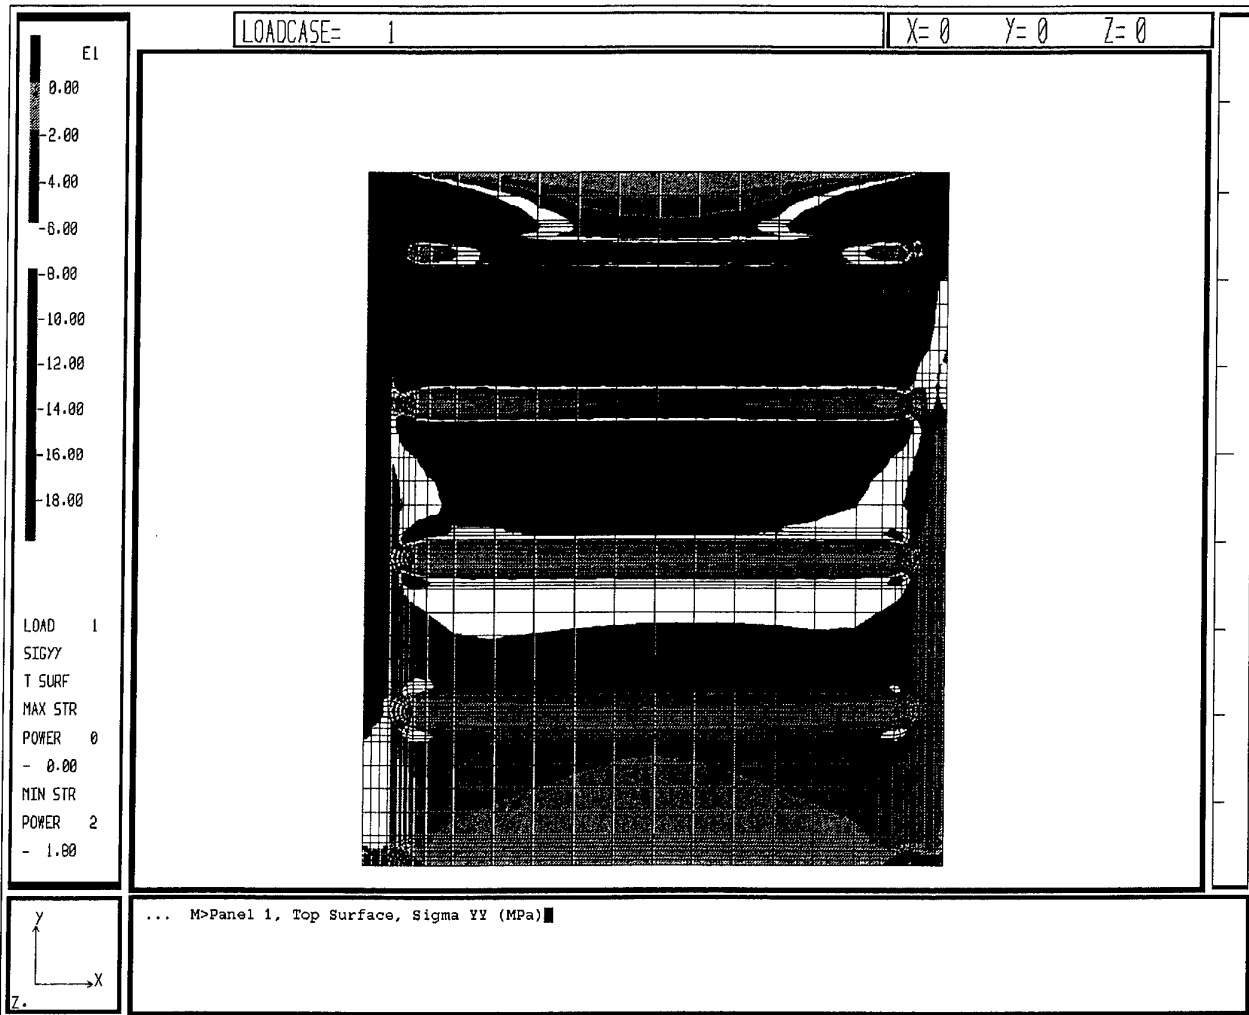 LOADCASE= 1
X= 0 Y= 0 Z= 0
E1
0.00
-2.00
-4.00
-6.00
-8.00
-10.00
-12.00
-14.00
-16.00
-18.00
LOAD 1
SIGYY
T SURF
MAX STR
POWER 0
- 0.00
MIN STR
POWER 2
- 1.80
... M>Panel 1, Top Surface, Sigma YY (MPa)
y
X
Z.